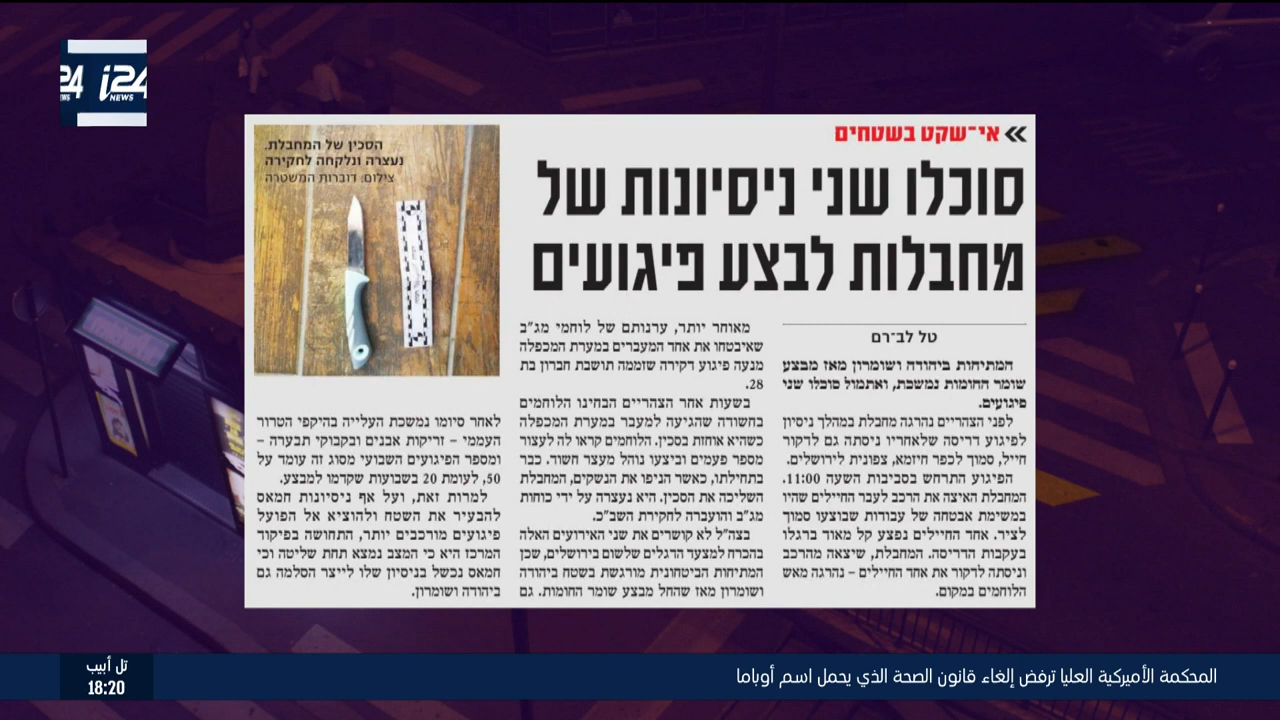 24 i24
NEWS NEWS
« אי־שקט בשטחים
סוכלו שני ניסיונות של
מחבלות לבצע פיגועים
הסכין של המחבלת.
נעצרה ונלקחה לחקירה
צילום: דוברות המשטרה
טל לב־רם
המתיחות ביהודה ושומרון מאז מבצע
שומר החומות נמשכת, ואתמול סוכלו שני
פיגועים.
לפני הצהריים נהרגה מחבלת במהלך ניסיון
לפיגוע דריסה שלאחריו ניסתה גם לדקור
חייל, סמוך לכפר חיזמא, צפונית לירושלים.
הפיגוע התרחש בסביבות השעה 11:00.
המחבלת האיצה את הרכב לעבר החיילים שהיו
במשימת אבטחה של עבודות שבוצעו סמוך
לציר. אחד החיילים נפצע קל מאוד ברגלו
בעקבות הדריסה. המחבלת, שיצאה מהרכב
וניסתה לדקור את אחד החיילים – נהרגה מאש
הלוחמים במקום.
מאוחר יותר, ערנותם של לוחמי מג"ב
שאיבטחו את אחד המעברים במערת המכפלה
מנעה פיגוע דקירה שזממה תושבת חברון בת
28.
בשעות אחר הצהריים הבחינו הלוחמים
בחשודה שהגיעה למעבר במערת המכפלה
כשהיא אוחזת בסכין. הלוחמים קראו לה לעצור
מספר פעמים וביצעו נוהל מעצר חשוד. כבר
בתחילתו, כאשר הניפו את הנשקים, המחבלת
השליכה את הסכין. היא נעצרה על ידי כוחות
מג"ב והועברה לחקירת השב"כ.
בצה"ל לא קושרים את שני האירועים האלה
בהכרח למצעד הדגלים שלשום בירושלים, שכן
המתיחות הביטחונית מורגשת בשטח ביהודה
ושומרון מאז שהחל מבצע שומר החומות. גם
לאחר סיומו נמשכת העלייה בהיקפי הטרור
העממי – זריקות אבנים ובקבוקי תבערה –
ומספר הפיגועים השבועי מסוג זה עומד על
50, לעומת 20 בשבועות שקדמו למבצע.
למרות זאת, ועל אף ניסיונות חמאס
להבעיר את השטח ולהוציא אל הפועל
פיגועים מורכבים יותר, התחושה בפיקוד
המרכז היא כי המצב נמצא תחת שליטה וכי
חמאס נכשל בניסיון שלו לייצר הסלמה גם
ביהודה ושומרון.
المحكمة الأميركية العليا ترفض إلغاء قانون الصحة الذي يحمل اسم أوباما
تل أبيب
18:20